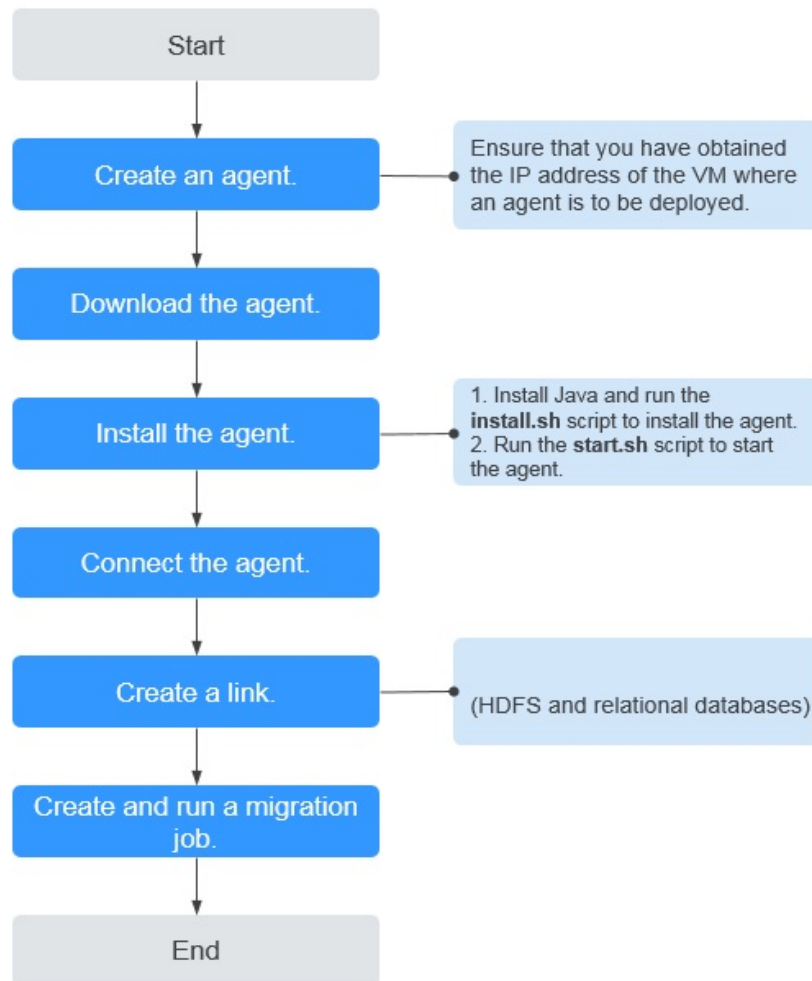 Start
Create an agent.
Ensure that you have obtained
the IP address of the VM where
an agent is to be deployed.
Download the agent.
Install the agent.
1. Install Java and run the
install.sh script to install the agent.
2. Run the start.sh script to start
the agent.
Connect the agent.
Create a link.
(HDFS and relational databases)
Create and run a migration
job.
End